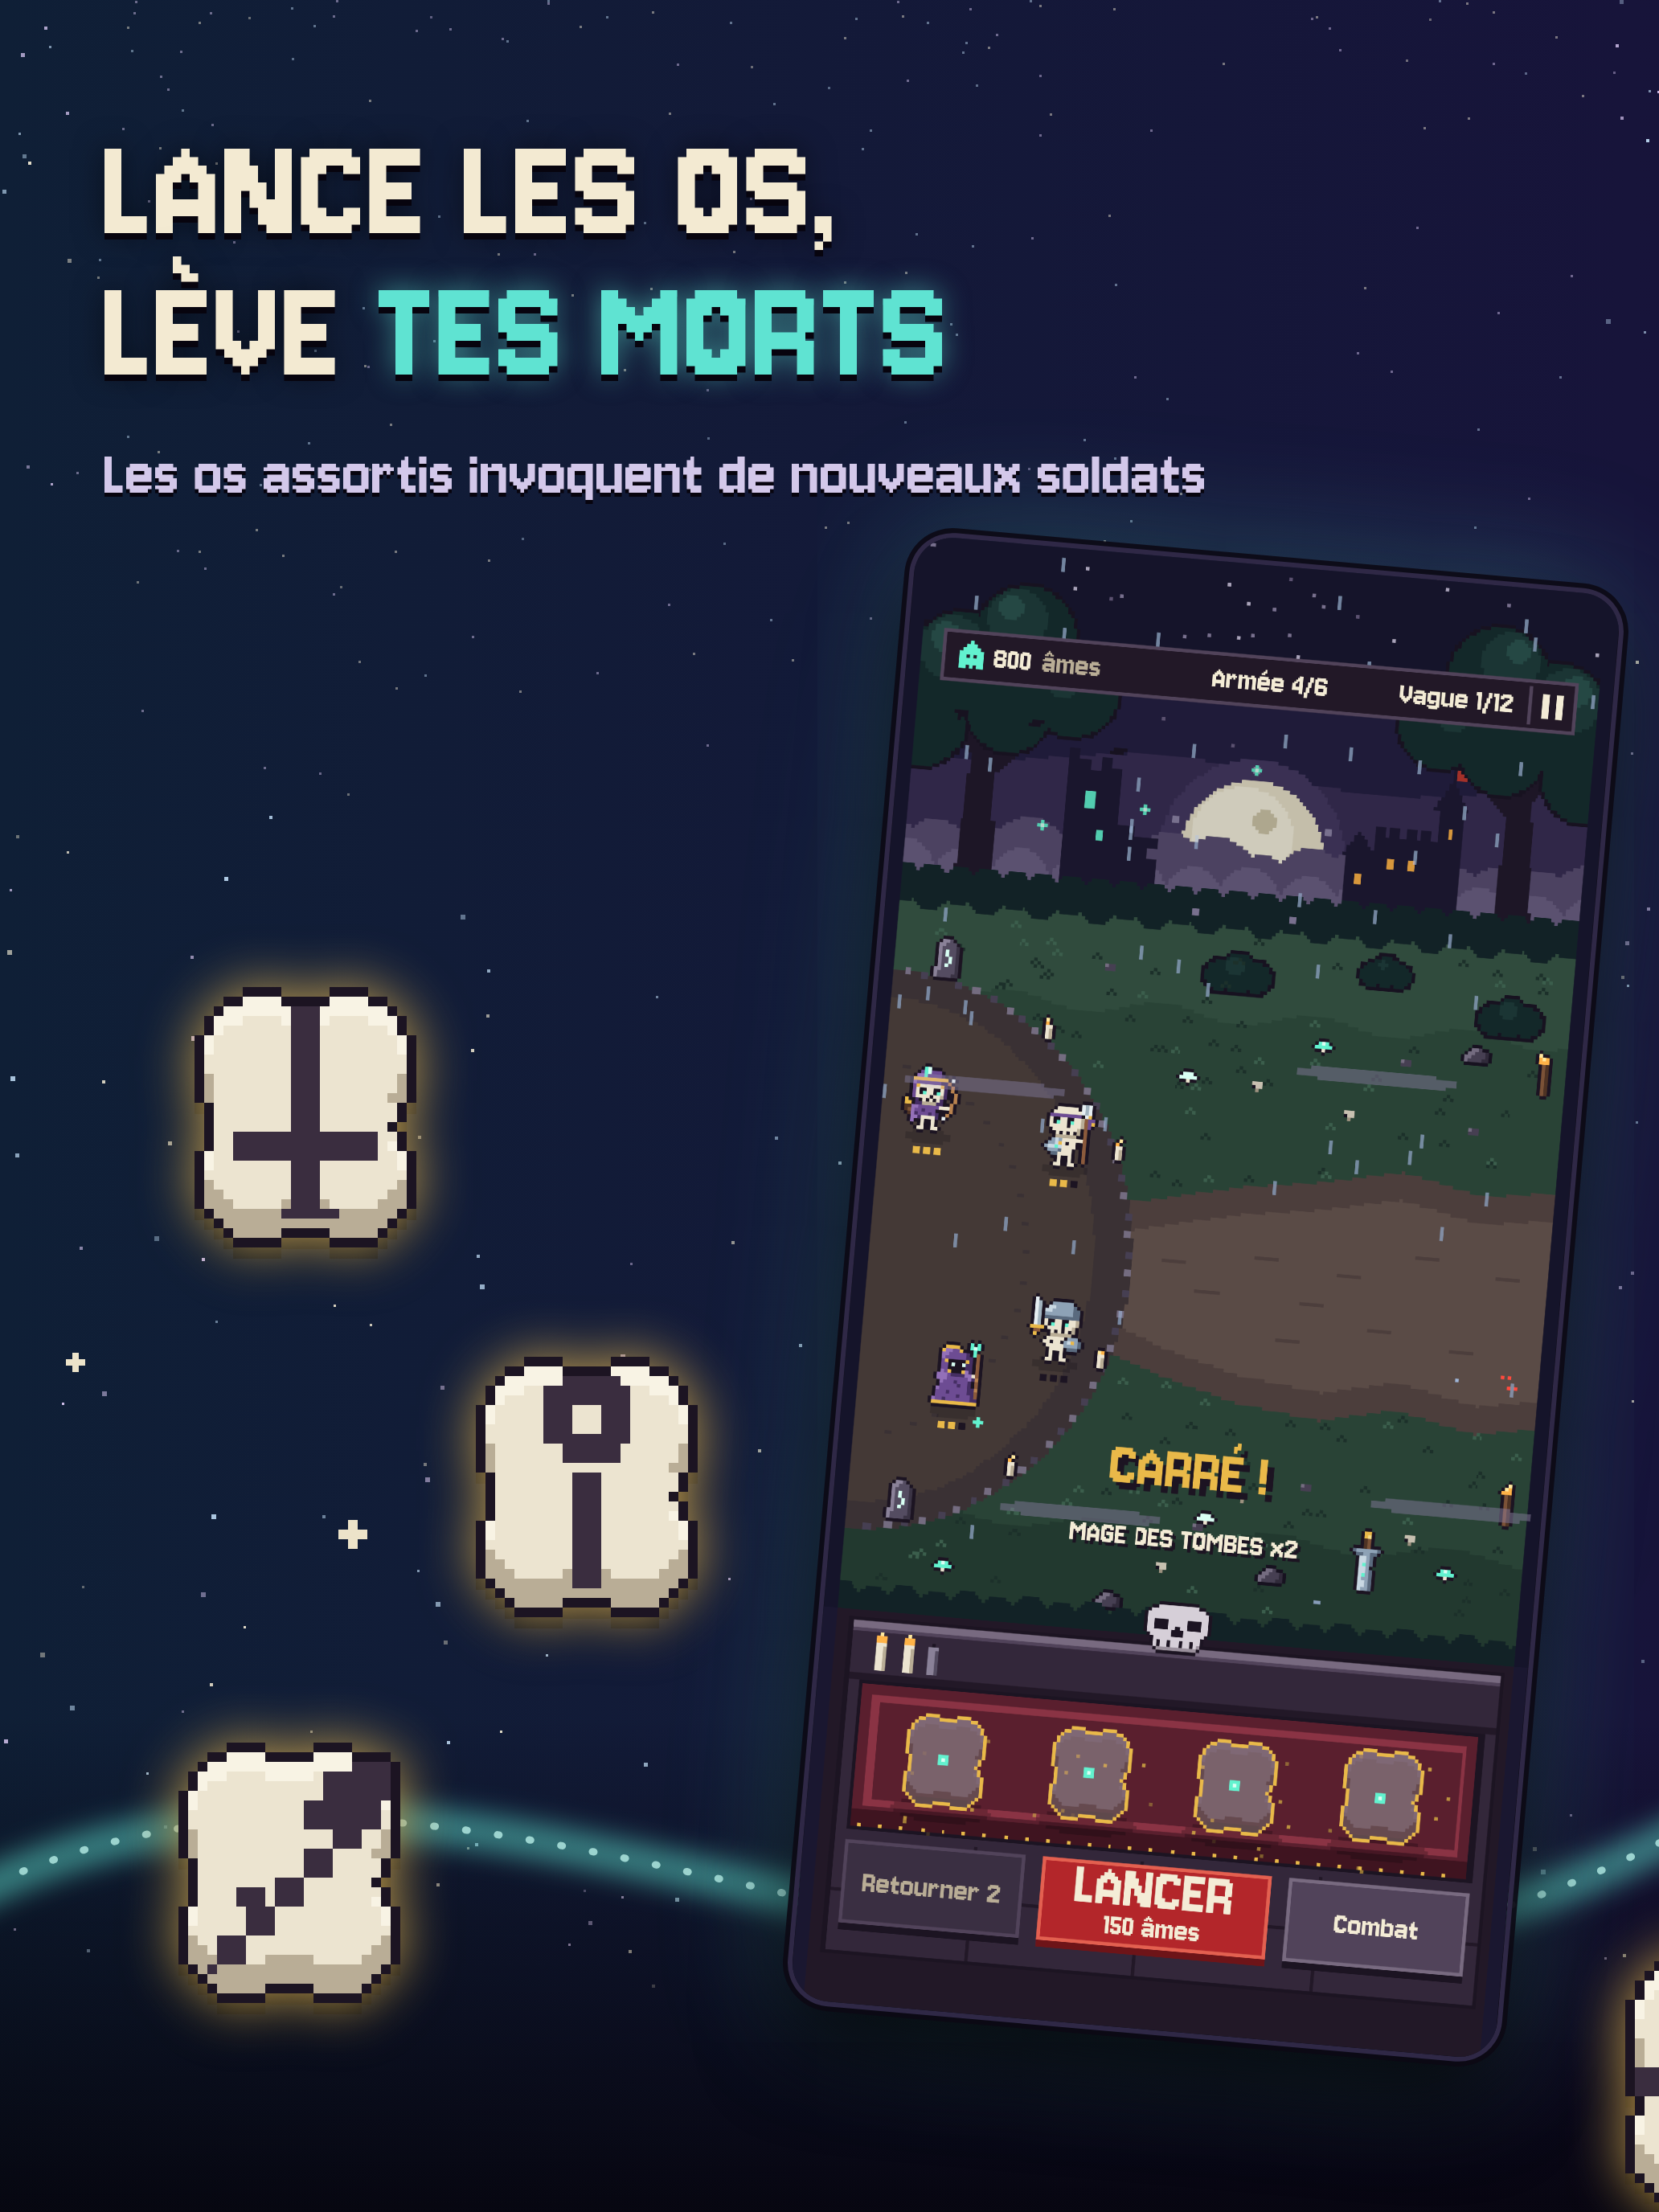 LANCE LES OS,
LÈVE TES MORTS
Les os assortis invoquent de nouveaux soldats
800 âmes
Armée 4/6
Vague 1/12
CARRÉ !
MAGE DES TOMBES x2
Retourner 2
LANCER
150 âmes
Combat